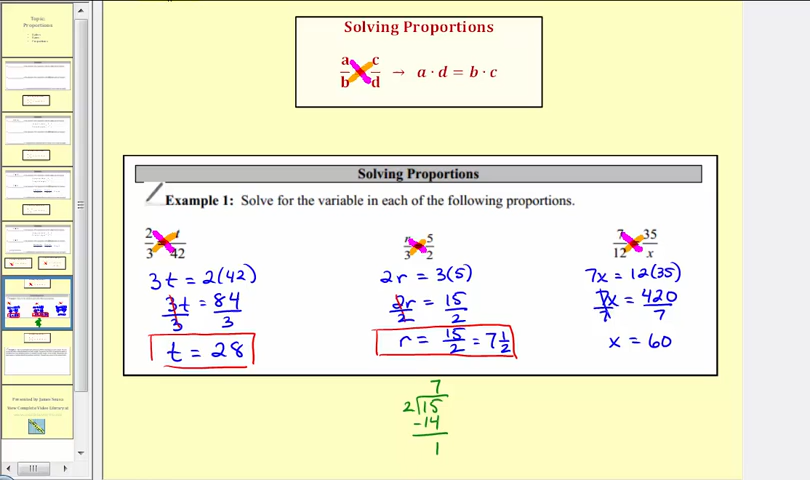 Topic:
Proportions
Solving Proportions
a/b c/d → a · d = b · c
Solving Proportions
Example 1: Solve for the variable in each of the following proportions.
2/3 = t/42
3t = 2(42)
3t/3 = 84/3
t = 28
r/3 = 5/2
2r = 3(5)
2r/2 = 15/2
r = 15/2 = 7 1/2
7
2 15
-14
1
7/12 = 35/x
7x = 12(35)
7x/7 = 420/7
x = 60
Presented by James Sousa
View Complete Video Library at